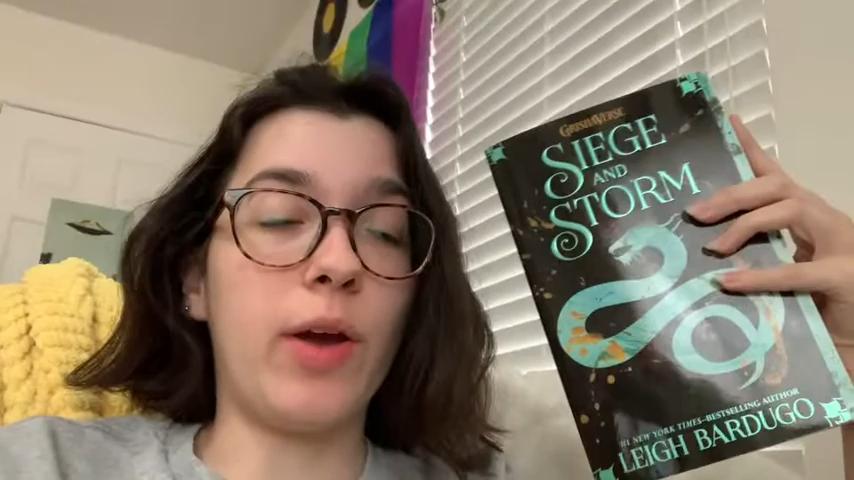 GRISHAVERSE
SIEGE
AND
STORM
#1 NEW YORK TIMES-BESTSELLING AUTHOR
LEIGH BARDUGO